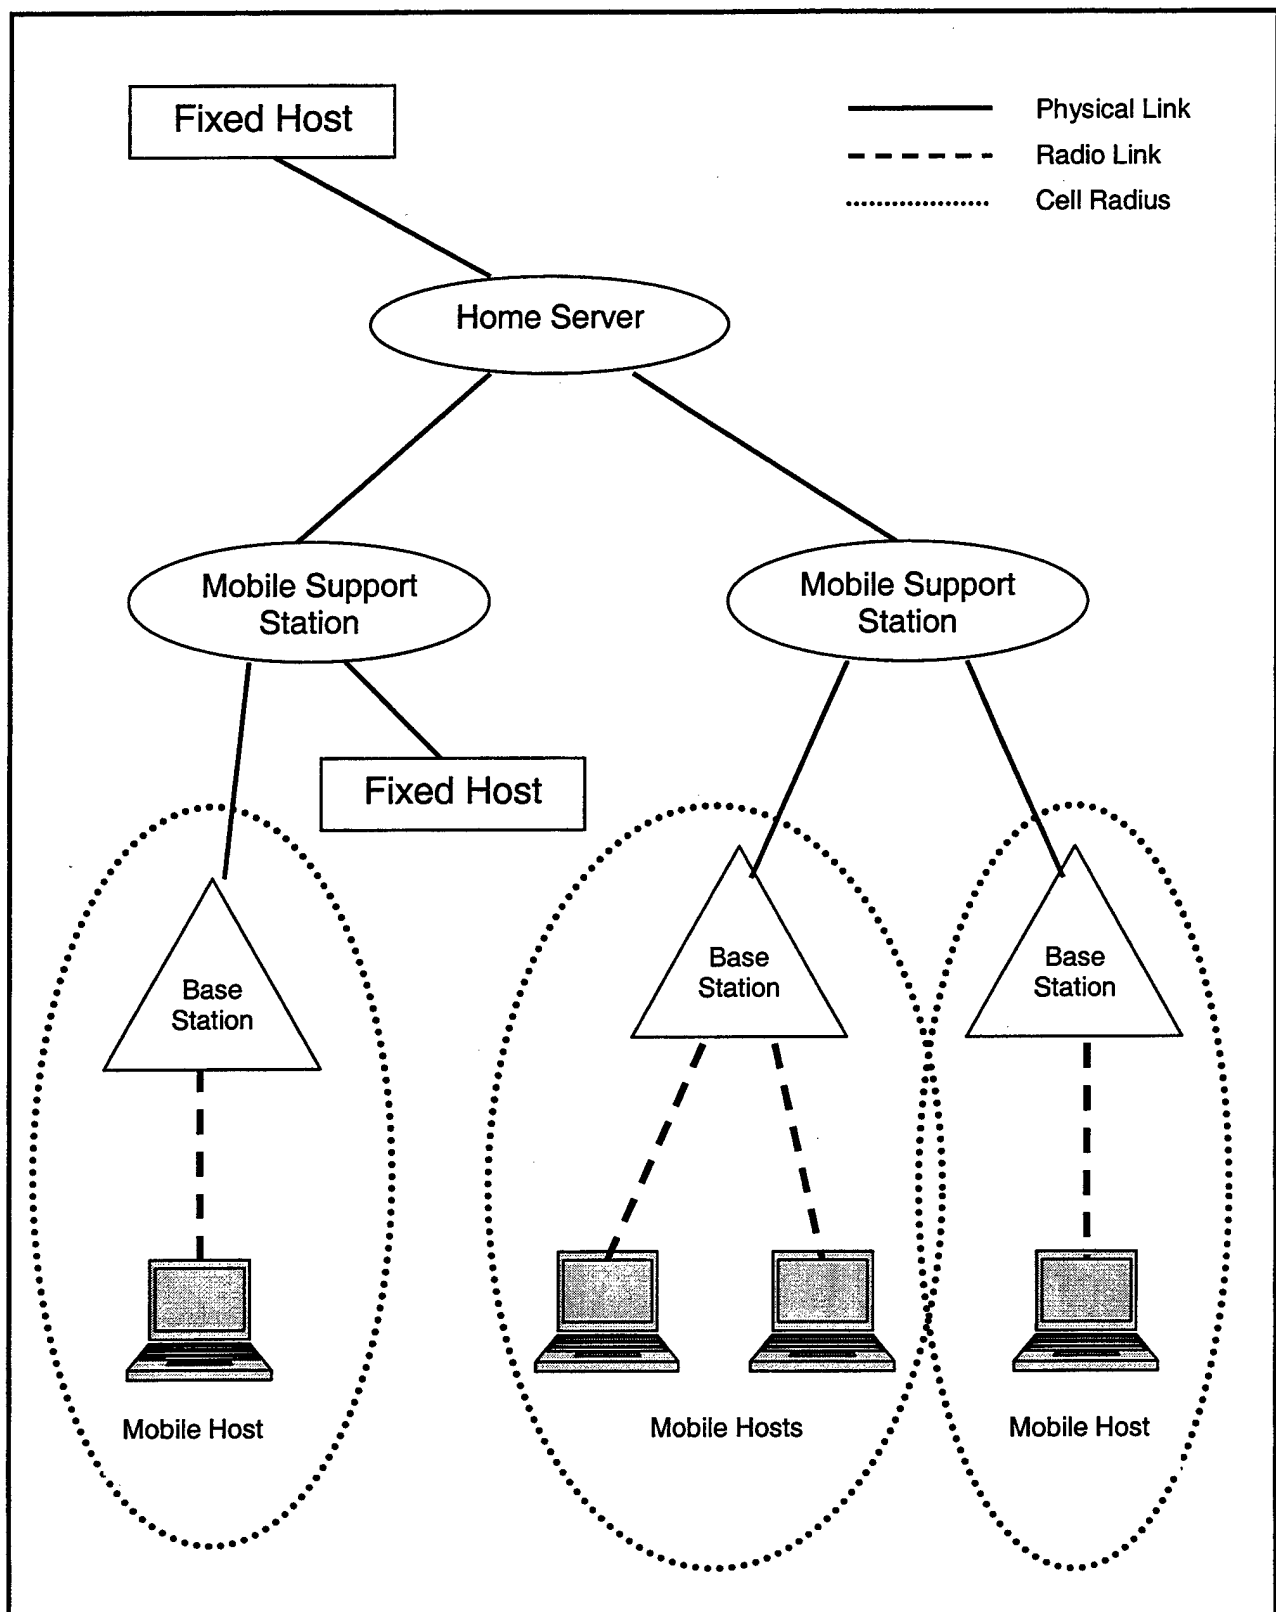 Fixed Host
Physical Link
Radio Link
Cell Radius
Home Server
Mobile Support
Station
Mobile Support
Station
Fixed Host
Base
Station
Base
Station
Base
Station
Mobile Host
Mobile Hosts
Mobile Host